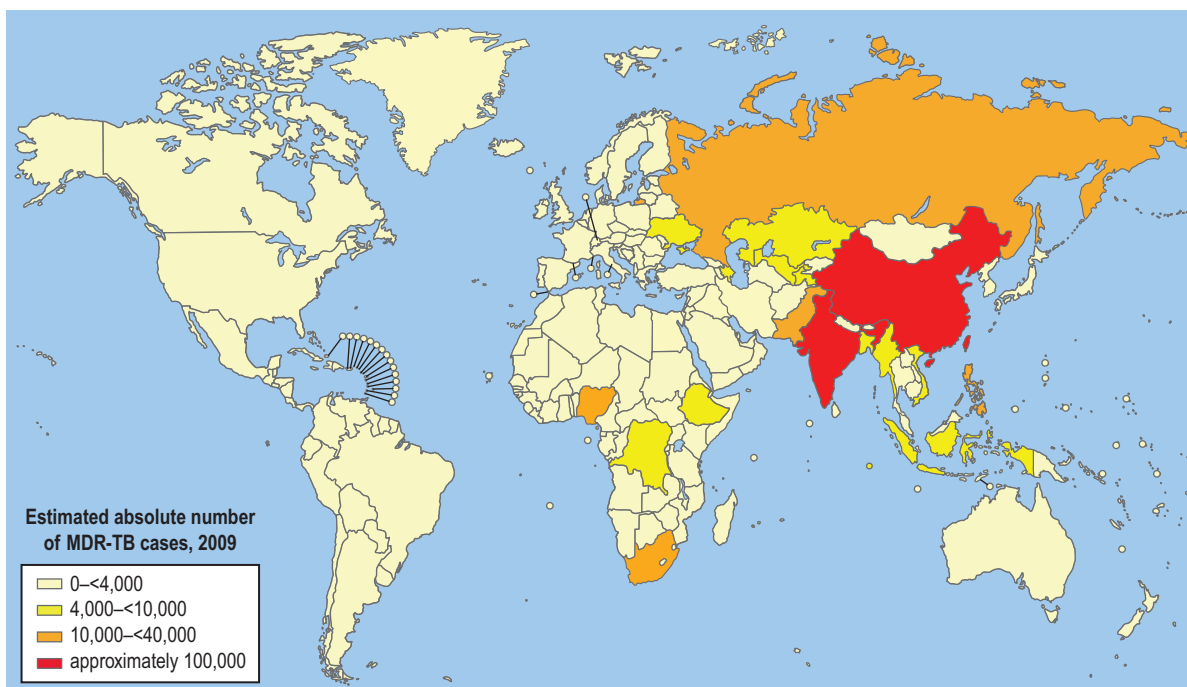 Estimated absolute number
of MDR-TB cases, 2009
0–<4,000
4,000–<10,000
10,000–<40,000
approximately 100,000